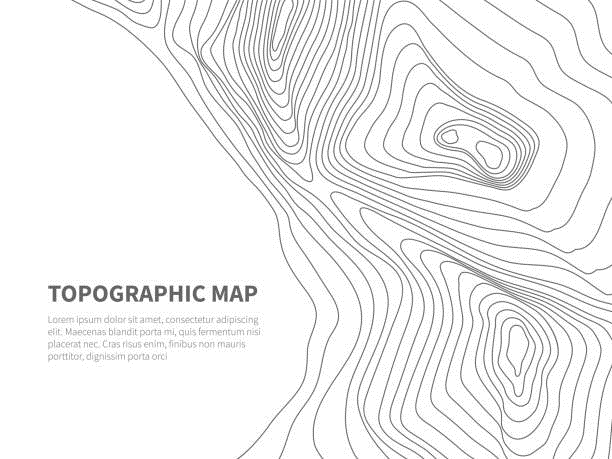 TOPOGRAPHIC MAP
Lorem ipsum dolor sit amet, consectetur adipiscing
elit. Maecenas blandit porta mi, quis fermentum nisi
placerat nec. Cras risus enim, finibus non mauris
porttitor, dignissim porta orci